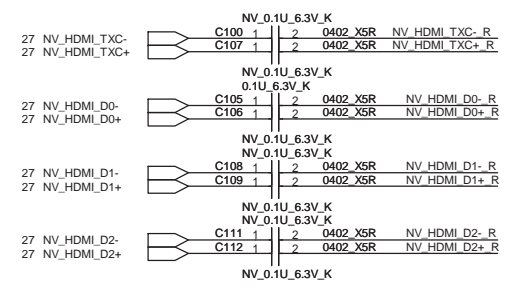 NV_0.1U_6.3V_K
27 NV_HDMI_TXC- C100 1 2 0402_X5R NV_HDMI_TXC-_R
27 NV_HDMI_TXC+ C107 1 2 0402_X5R NV_HDMI_TXC+_R
NV_0.1U_6.3V_K
0.1U_6.3V_K
27 NV_HDMI_D0- C105 1 2 0402_X5R NV_HDMI_D0-_R
27 NV_HDMI_D0+ C106 1 2 0402_X5R NV_HDMI_D0+_R
NV_0.1U_6.3V_K
NV_0.1U_6.3V_K
27 NV_HDMI_D1- C108 1 2 0402_X5R NV_HDMI_D1-_R
27 NV_HDMI_D1+ C109 1 2 0402_X5R NV_HDMI_D1+_R
NV_0.1U_6.3V_K
27 NV_HDMI_D2- C111 1 2 0402_X5R NV_HDMI_D2-_R
27 NV_HDMI_D2+ C112 1 2 0402_X5R NV_HDMI_D2+_R
NV_0.1U_6.3V_K